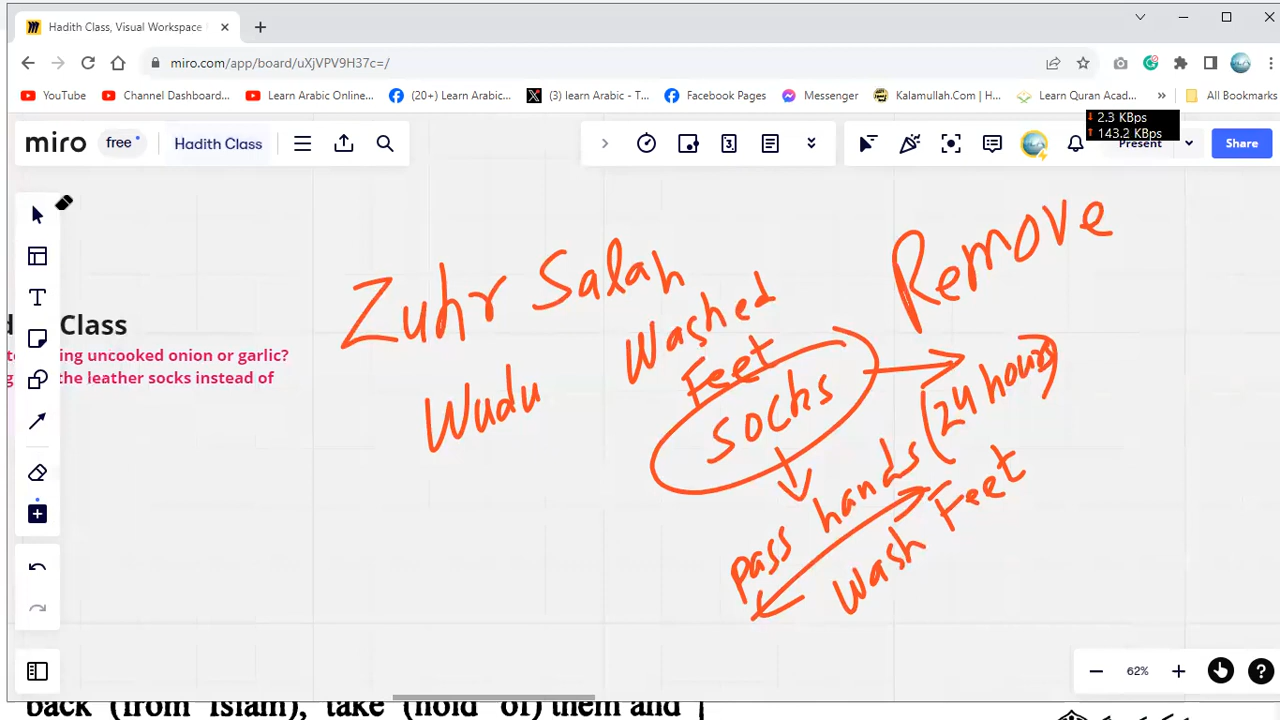 Hadith Class, Visual Workspace
miro.com/app/board/uXjVPV9H37c=/
YouTube
Channel Dashboard...
Learn Arabic Online...
(20+) Learn Arabic...
(3) learn Arabic - T...
Facebook Pages
Messenger
Kalamullah.Com | H...
Learn Quran Acad...
»
All Bookmarks
↓ 2.3 KBps
↑ 143.2 KBps
miro
free
Hadith Class
3
Present
Share
Remove
Zuhr Salah
Washed
Feet
Class
ing uncooked onion or garlic?
the leather socks instead of
socks
(24 hours)
Wudu
pass hands
wash Feet
62%
back (from Islam), take (hold of) them and